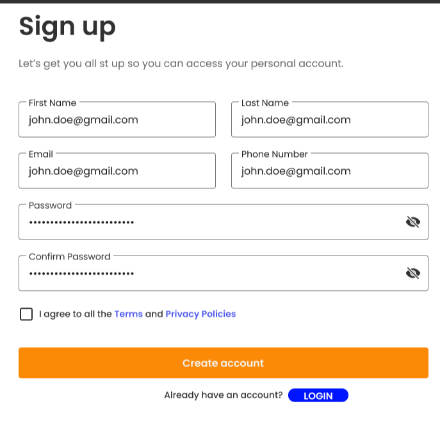 Sign up
Let's get you all st up so you can access your personal account.
First Name
john.doe@gmail.com
Last Name
john.doe@gmail.com
Email
john.doe@gmail.com
Phone Number
john.doe@gmail.com
Password
•••••••••••••••••••••••••
Confirm Password
•••••••••••••••••••••••••
I agree to all the Terms and Privacy Policies
Create account
Already have an account? LOGIN